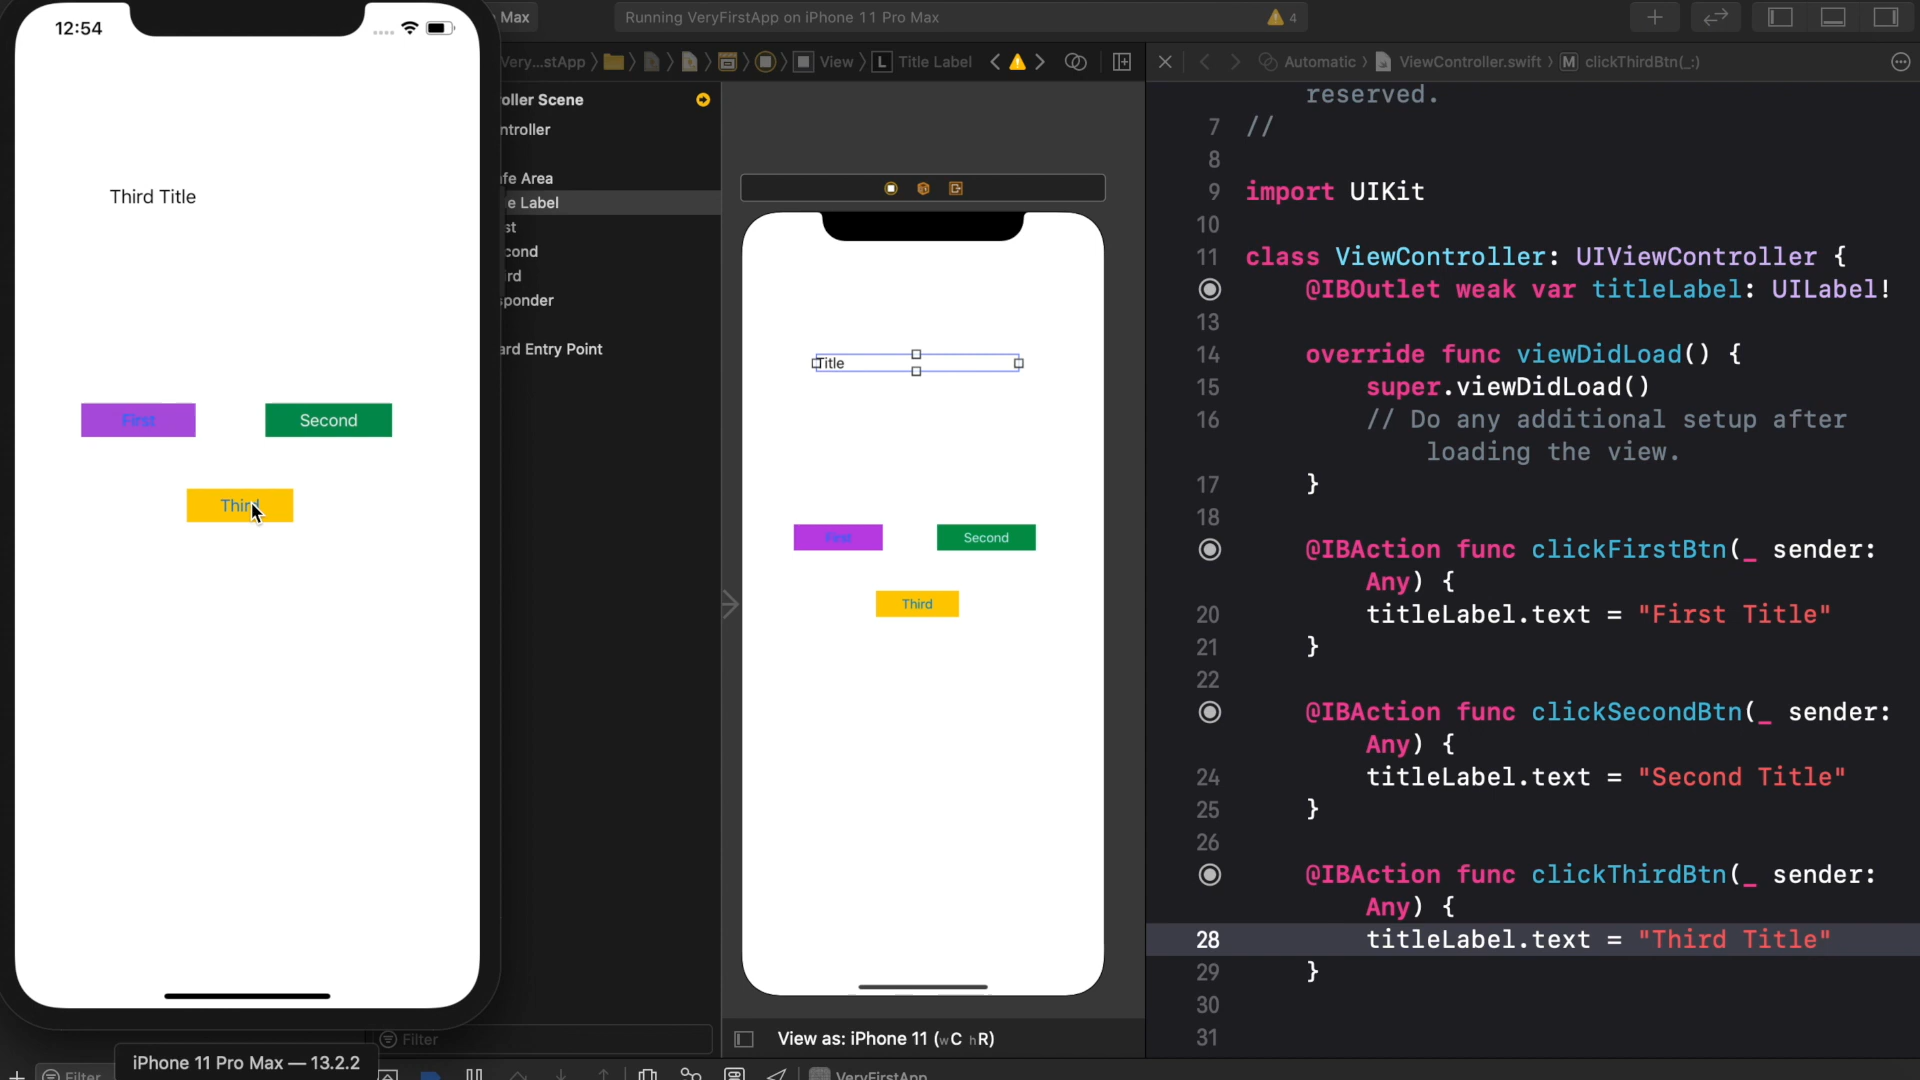 12:54
Third Title
First
Second
Third
iPhone 11 Pro Max — 13.2.2
Max
Running VeryFirstApp on iPhone 11 Pro Max
4
Very...stApp
View
L
Title Label
oller Scene
ntroller
fe Area
e Label
st
cond
ird
sponder
ard Entry Point
Filter
Filter
Title
First
Second
Third
View as: iPhone 11 (wC hR)
VeryFirstApp
Automatic
ViewController.swift
M
clickThirdBtn(_:)
reserved.
7 //
8
9 import UIKit
10
11 class ViewController: UIViewController {
@IBOutlet weak var titleLabel: UILabel!
13
14 override func viewDidLoad() {
15 super.viewDidLoad()
16 // Do any additional setup after
loading the view.
17 }
18
@IBAction func clickFirstBtn(_ sender:
Any) {
20 titleLabel.text = "First Title"
21 }
22
@IBAction func clickSecondBtn(_ sender:
Any) {
24 titleLabel.text = "Second Title"
25 }
26
@IBAction func clickThirdBtn(_ sender:
Any) {
28 titleLabel.text = "Third Title"
29 }
30
31